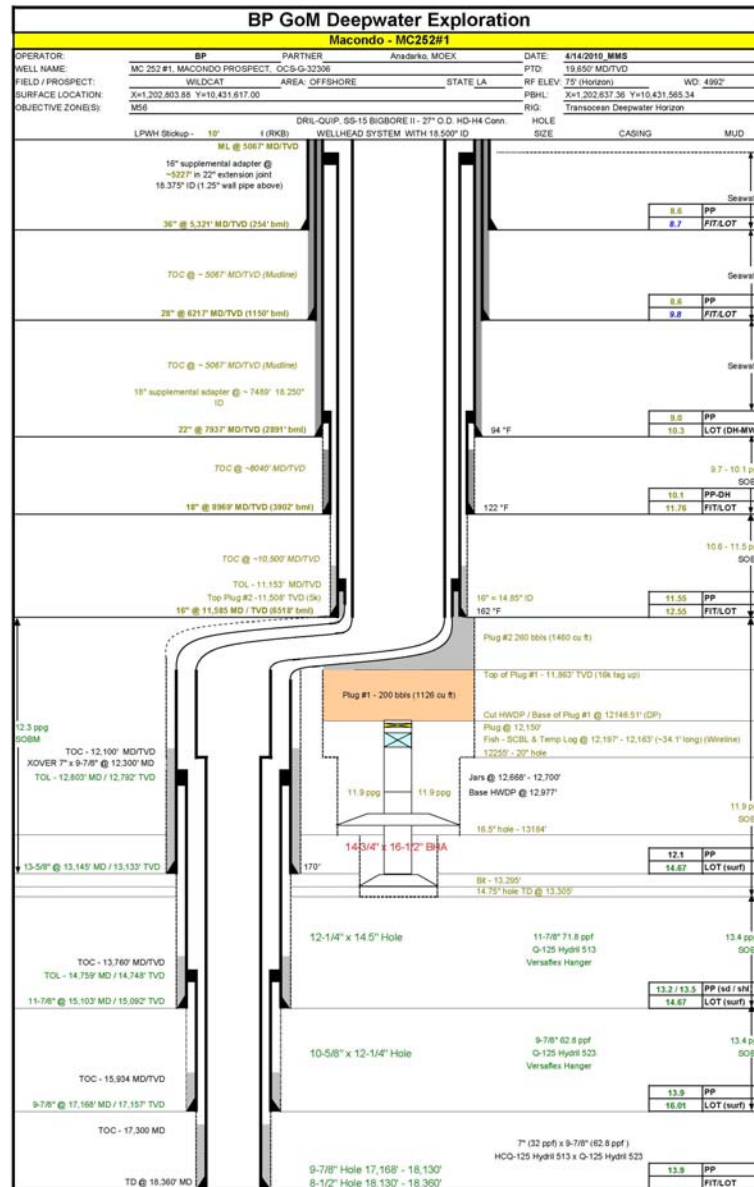 BP GoM Deepwater Exploration
Macondo - MC252#1
OPERATOR: BP PARTNER Anadarko, MOEX DATE: 4/14/2010_MMS
WELL NAME: MC 252 #1, MACONDO PROSPECT, OCS-G-32306 PTD: 19,650' MD/TVD
FIELD / PROSPECT: WILDCAT AREA: OFFSHORE STATE LA RF ELEV: 75' (Horizon) WD: 4992'
SURFACE LOCATION: X=1,202,803.88 Y=10,431,617.00 PBHL: X=1,202,637.36 Y=10,431,565.34
OBJECTIVE ZONE(S): M56 RIG: Transocean Deepwater Horizon
DRIL-QUIP, SS-15 BIGBORE II - 27" O.D. HD-H4 Conn. HOLE
LPWH Stickup - 10' (RKB) WELLHEAD SYSTEM WITH 18.500" ID SIZE CASING MUD
ML @ 5067' MD/TVD
16" supplemental adapter @
~5227' in 22" extension joint
18.375" ID (1.25" wall pipe above)
Seawat
8.6 PP
36" @ 5,321' MD/TVD (254' bml) 8.7 FIT/LOT
TOC @ ~ 5067' MD/TVD (Mudline) Seawat
8.6 PP
28" @ 6217' MD/TVD (1150' bml) 9.8 FIT/LOT
TOC @ ~ 5067' MD/TVD (Mudline) Seawat
18" supplemental adapter @ ~ 7489' 18.250"
ID
9.0 PP
22" @ 7937' MD/TVD (2891' bml) 94 °F 10.3 LOT (DH-MW
TOC @ ~8040' MD/TVD 9.7 - 10.1 pp
SOB
10.1 PP-DH
18" @ 8969' MD/TVD (3902' bml) 122 °F 11.76 FIT/LOT
10.6 - 11.5 pp
TOC @ ~10,500' MD/TVD SOB
TOL - 11,153' MD/TVD
Top Plug #2 - 11,508' TVD (5k) 16" = 14.85" ID 11.55 PP
16" @ 11,585 MD / TVD (6518' bml) 162 °F 12.55 FIT/LOT
Plug #2 260 bbls (1460 cu ft)
Top of Plug #1 - 11,863' TVD (16k tag up)
Plug #1 - 200 bbls (1126 cu ft)
Cut HWDP / Base of Plug #1 @ 12146.51' (DP)
12.3 ppg
SOBM
Plug @ 12,150'
Fish - SCBL & Temp Log @ 12,197' - 12,163' (~34.1' long) (Wireline)
TOC - 12,100' MD/TVD 12255' - 20" hole
XOVER 7" x 9-7/8" @ 12,300' MD
TOL - 12,803' MD / 12,792' TVD Jars @ 12,668' - 12,700'
11.9 ppg 11.9 ppg Base HWDP @ 12,977'
11.9 pp
SOB
16.5" hole - 13184'
14-3/4" x 16-1/2" BHA 12.1 PP
13-5/8" @ 13,145' MD / 13,133' TVD 170° 14.67 LOT (surf)
Bit - 13,295'
14.75" hole TD @ 13,305'
12-1/4" x 14.5" Hole 11-7/8" 71.8 ppf 13.4 ppg
Q-125 Hydril 513 SOB
TOC - 13,760' MD/TVD Versaflex Hanger
TOL - 14,759' MD / 14,748' TVD
13.2 / 13.5 PP (sd / shl)
11-7/8" @ 15,103' MD / 15,092' TVD 14.67 LOT (surf)
10-5/8" x 12-1/4" Hole 9-7/8" 62.8 ppf 13.4 pp
Q-125 Hydril 523 SOB
Versaflex Hanger
TOC - 15,934 MD/TVD
13.9 PP
9-7/8" @ 17,168' MD / 17,157' TVD 16.01 LOT (surf)
TOC - 17,300 MD
7" (32 ppf) x 9-7/8" (62.8 ppf )
HCQ-125 Hydril 513 x Q-125 Hydril 523
9-7/8" Hole 17,168' - 18,130' 13.9 PP
TD @ 18,360' MD 8-1/2" Hole 18,130' - 18,360' FIT/LOT